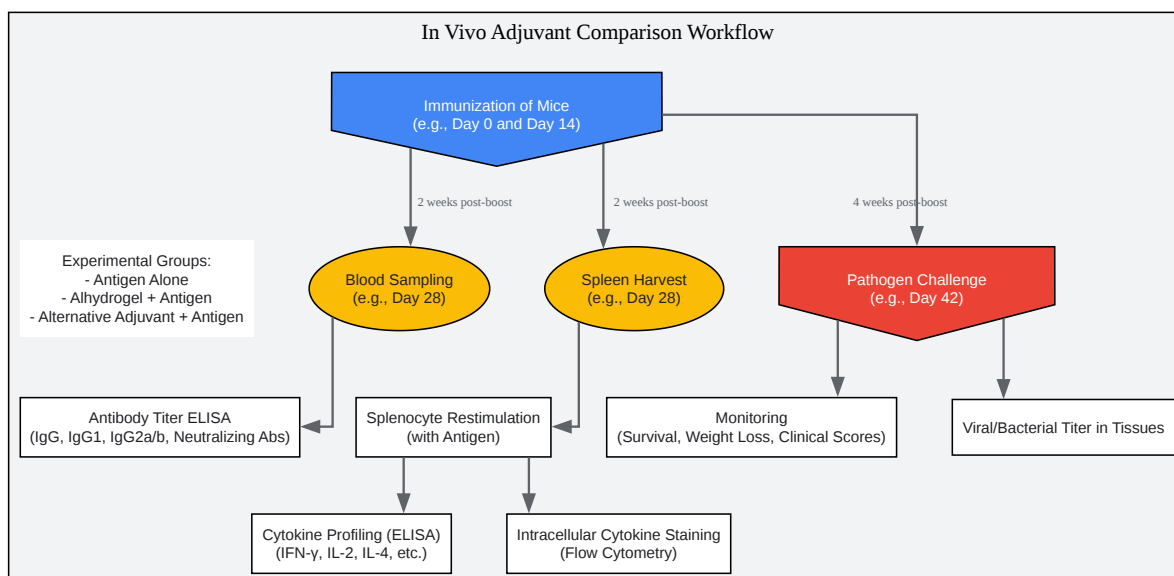 In Vivo Adjuvant Comparison Workflow
Immunization of Mice
(e.g., Day 0 and Day 14)
2 weeks post-boost
2 weeks post-boost
4 weeks post-boost
Experimental Groups:
- Antigen Alone
- Alhydrogel + Antigen
- Alternative Adjuvant + Antigen
Blood Sampling
(e.g., Day 28)
Spleen Harvest
(e.g., Day 28)
Pathogen Challenge
(e.g., Day 42)
Antibody Titer ELISA
(IgG, IgG1, IgG2a/b, Neutralizing Abs)
Splenocyte Restimulation
(with Antigen)
Monitoring
(Survival, Weight Loss, Clinical Scores)
Viral/Bacterial Titer in Tissues
Cytokine Profiling (ELISA)
(IFN-γ, IL-2, IL-4, etc.)
Intracellular Cytokine Staining
(Flow Cytometry)